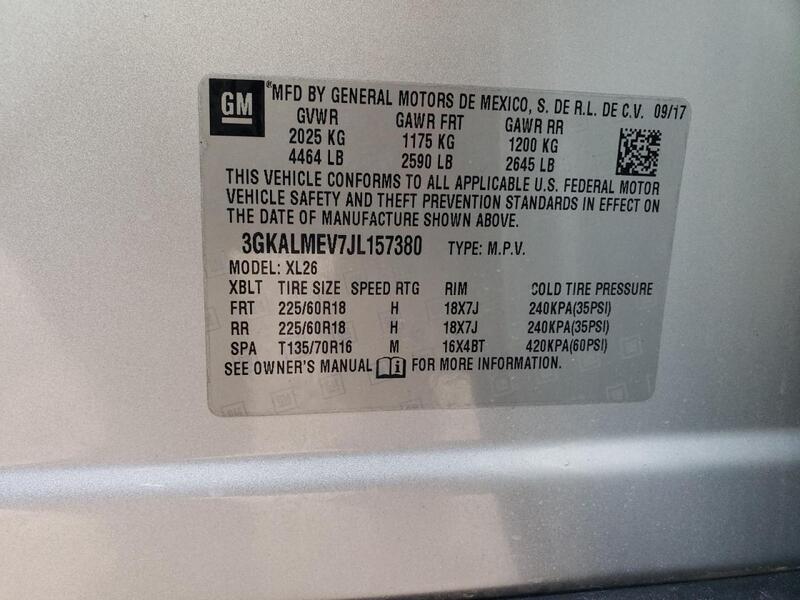 GM ® MFD BY GENERAL MOTORS DE MEXICO, S. DE R.L. DE C.V. 09/17
GVWR GAWR FRT GAWR RR
2025 KG 1175 KG 1200 KG
4464 LB 2590 LB 2645 LB
THIS VEHICLE CONFORMS TO ALL APPLICABLE U.S. FEDERAL MOTOR
VEHICLE SAFETY AND THEFT PREVENTION STANDARDS IN EFFECT ON
THE DATE OF MANUFACTURE SHOWN ABOVE.
3GKALMEV7JL157380 TYPE: M.P.V.
MODEL: XL26
XBLT TIRE SIZE SPEED RTG RIM COLD TIRE PRESSURE
FRT 225/60R18 H 18X7J 240KPA(35PSI)
RR 225/60R18 H 18X7J 240KPA(35PSI)
SPA T135/70R16 M 16X4BT 420KPA(60PSI)
SEE OWNER'S MANUAL FOR MORE INFORMATION.